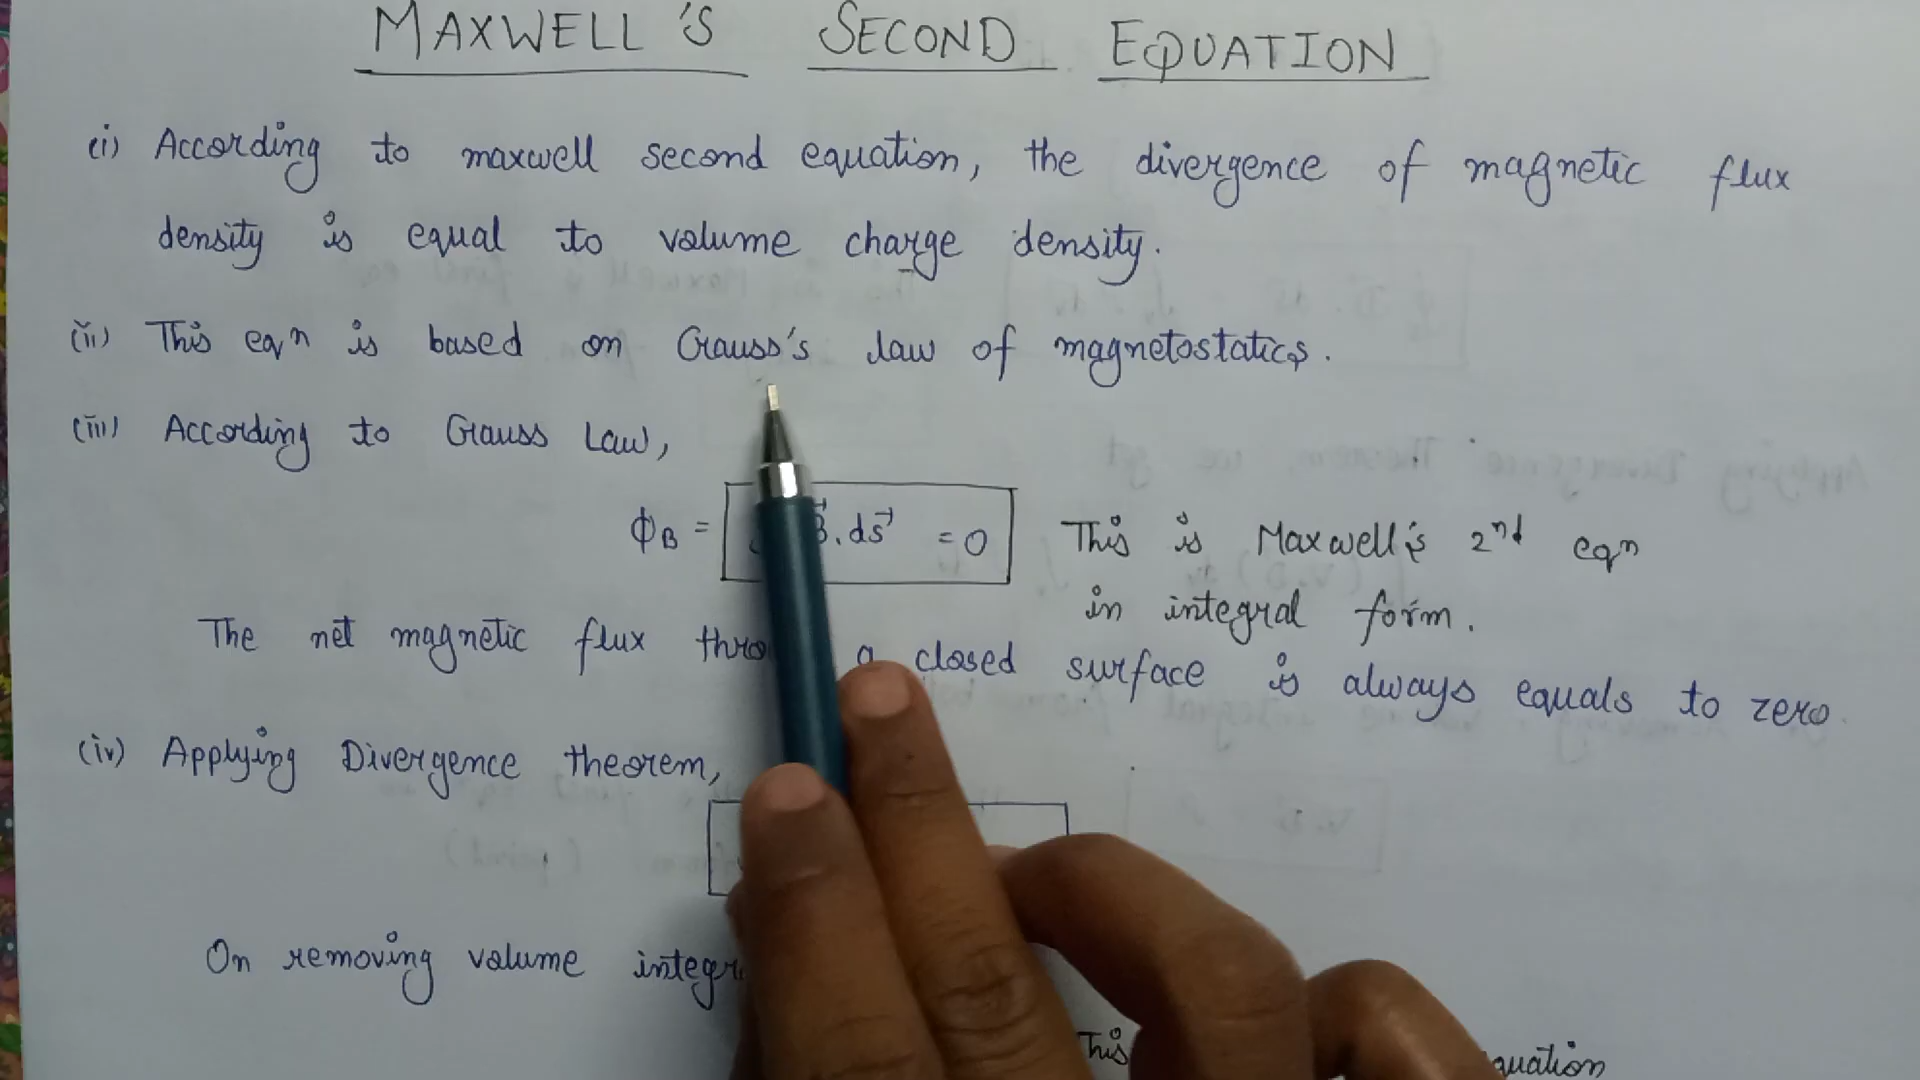 MAXWELL'S SECOND EQUATION
(i) According to maxwell second equation, the divergence of magnetic flux
density is equal to volume charge density.
(ii) This eqn is based on Gauss's law of magnetostatics.
(iii) According to Gauss Law,
ϕB = B⃗. ds⃗ = 0 This is Maxwell's 2nd eqn
in integral form.
The net magnetic flux a closed surface is always equals to zero.
(iv) Applying Divergence theorem,
On removing volume
This